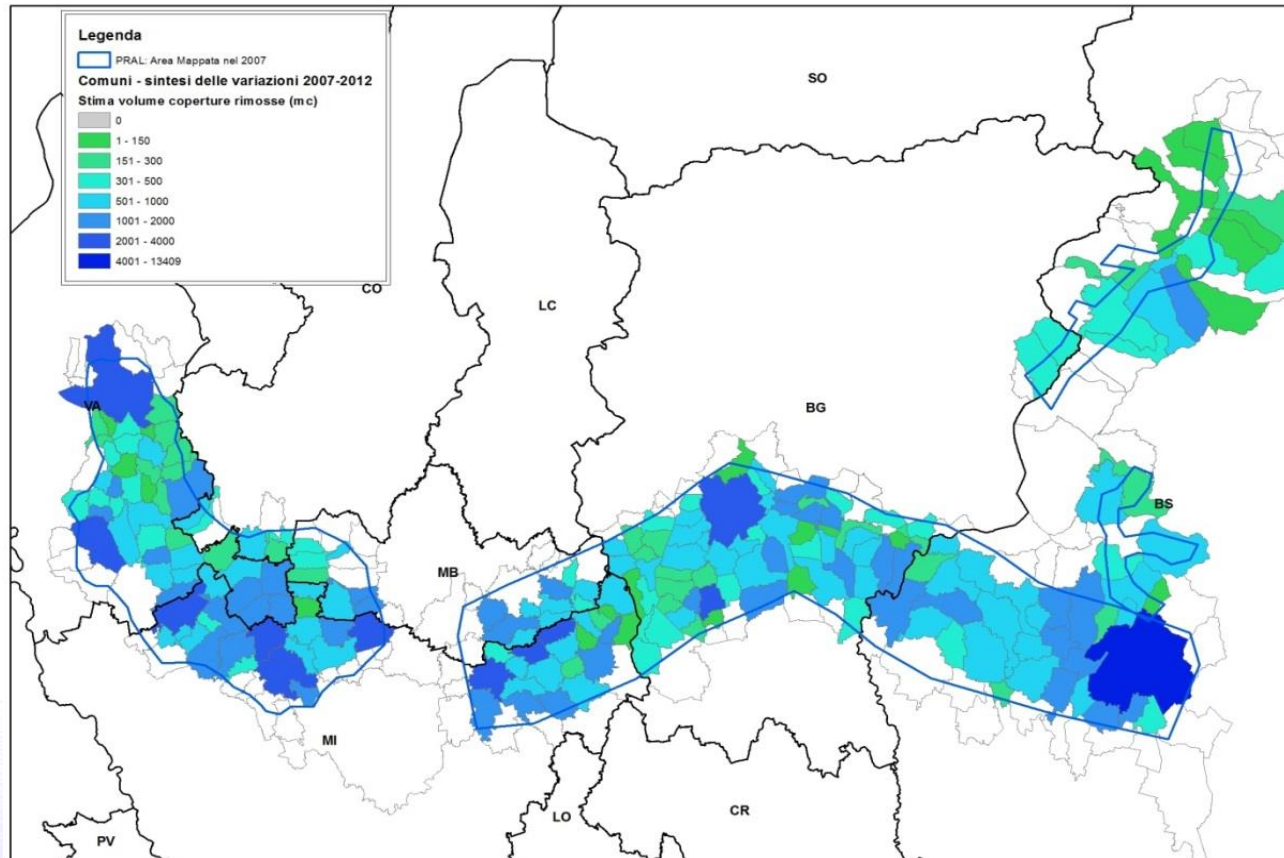 Legenda
PRAL: Area Mappata nel 2007
Comuni - sintesi delle variazioni 2007-2012
Stima volume coperture rimosse (mc)
0
1 - 150
151 - 300
301 - 500
501 - 1000
1001 - 2000
2001 - 4000
4001 - 13409
SO
CO
LC
VA
BG
BS
MB
MI
CR
LO
PV